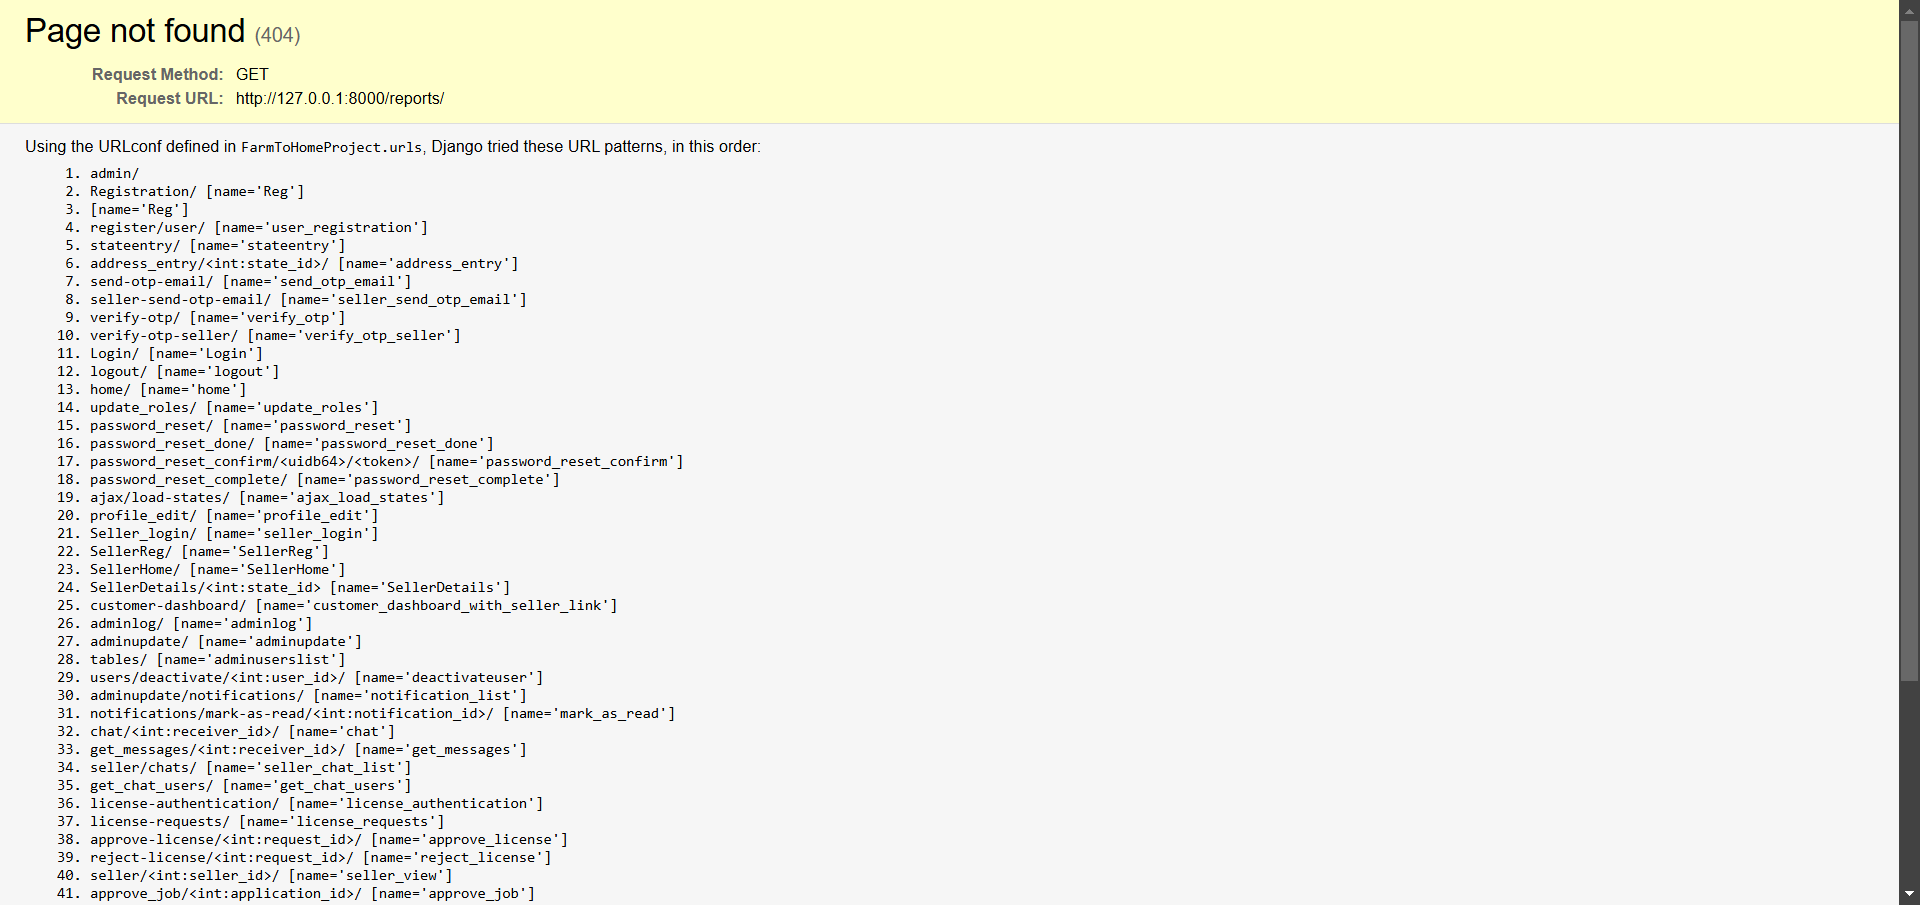 Page not found (404)
Request Method: GET
Request URL: http://127.0.0.1:8000/reports/
Using the URLconf defined in FarmToHomeProject.urls, Django tried these URL patterns, in this order:
1. admin/
2. Registration/ [name='Reg']
3. [name='Reg']
4. register/user/ [name='user_registration']
5. stateentry/ [name='stateentry']
6. address_entry/<int:state_id>/ [name='address_entry']
7. send-otp-email/ [name='send_otp_email']
8. seller-send-otp-email/ [name='seller_send_otp_email']
9. verify-otp/ [name='verify_otp']
10. verify-otp-seller/ [name='verify_otp_seller']
11. Login/ [name='Login']
12. logout/ [name='logout']
13. home/ [name='home']
14. update_roles/ [name='update_roles']
15. password_reset/ [name='password_reset']
16. password_reset_done/ [name='password_reset_done']
17. password_reset_confirm/<uidb64>/<token>/ [name='password_reset_confirm']
18. password_reset_complete/ [name='password_reset_complete']
19. ajax/load-states/ [name='ajax_load_states']
20. profile_edit/ [name='profile_edit']
21. Seller_login/ [name='seller_login']
22. SellerReg/ [name='SellerReg']
23. SellerHome/ [name='SellerHome']
24. SellerDetails/<int:state_id> [name='SellerDetails']
25. customer-dashboard/ [name='customer_dashboard_with_seller_link']
26. adminlog/ [name='adminlog']
27. adminupdate/ [name='adminupdate']
28. tables/ [name='adminuserslist']
29. users/deactivate/<int:user_id>/ [name='deactivateuser']
30. adminupdate/notifications/ [name='notification_list']
31. notifications/mark-as-read/<int:notification_id>/ [name='mark_as_read']
32. chat/<int:receiver_id>/ [name='chat']
33. get_messages/<int:receiver_id>/ [name='get_messages']
34. seller/chats/ [name='seller_chat_list']
35. get_chat_users/ [name='get_chat_users']
36. license-authentication/ [name='license_authentication']
37. license-requests/ [name='license_requests']
38. approve-license/<int:request_id>/ [name='approve_license']
39. reject-license/<int:request_id>/ [name='reject_license']
40. seller/<int:seller_id>/ [name='seller_view']
41. approve_job/<int:application_id>/ [name='approve_job']